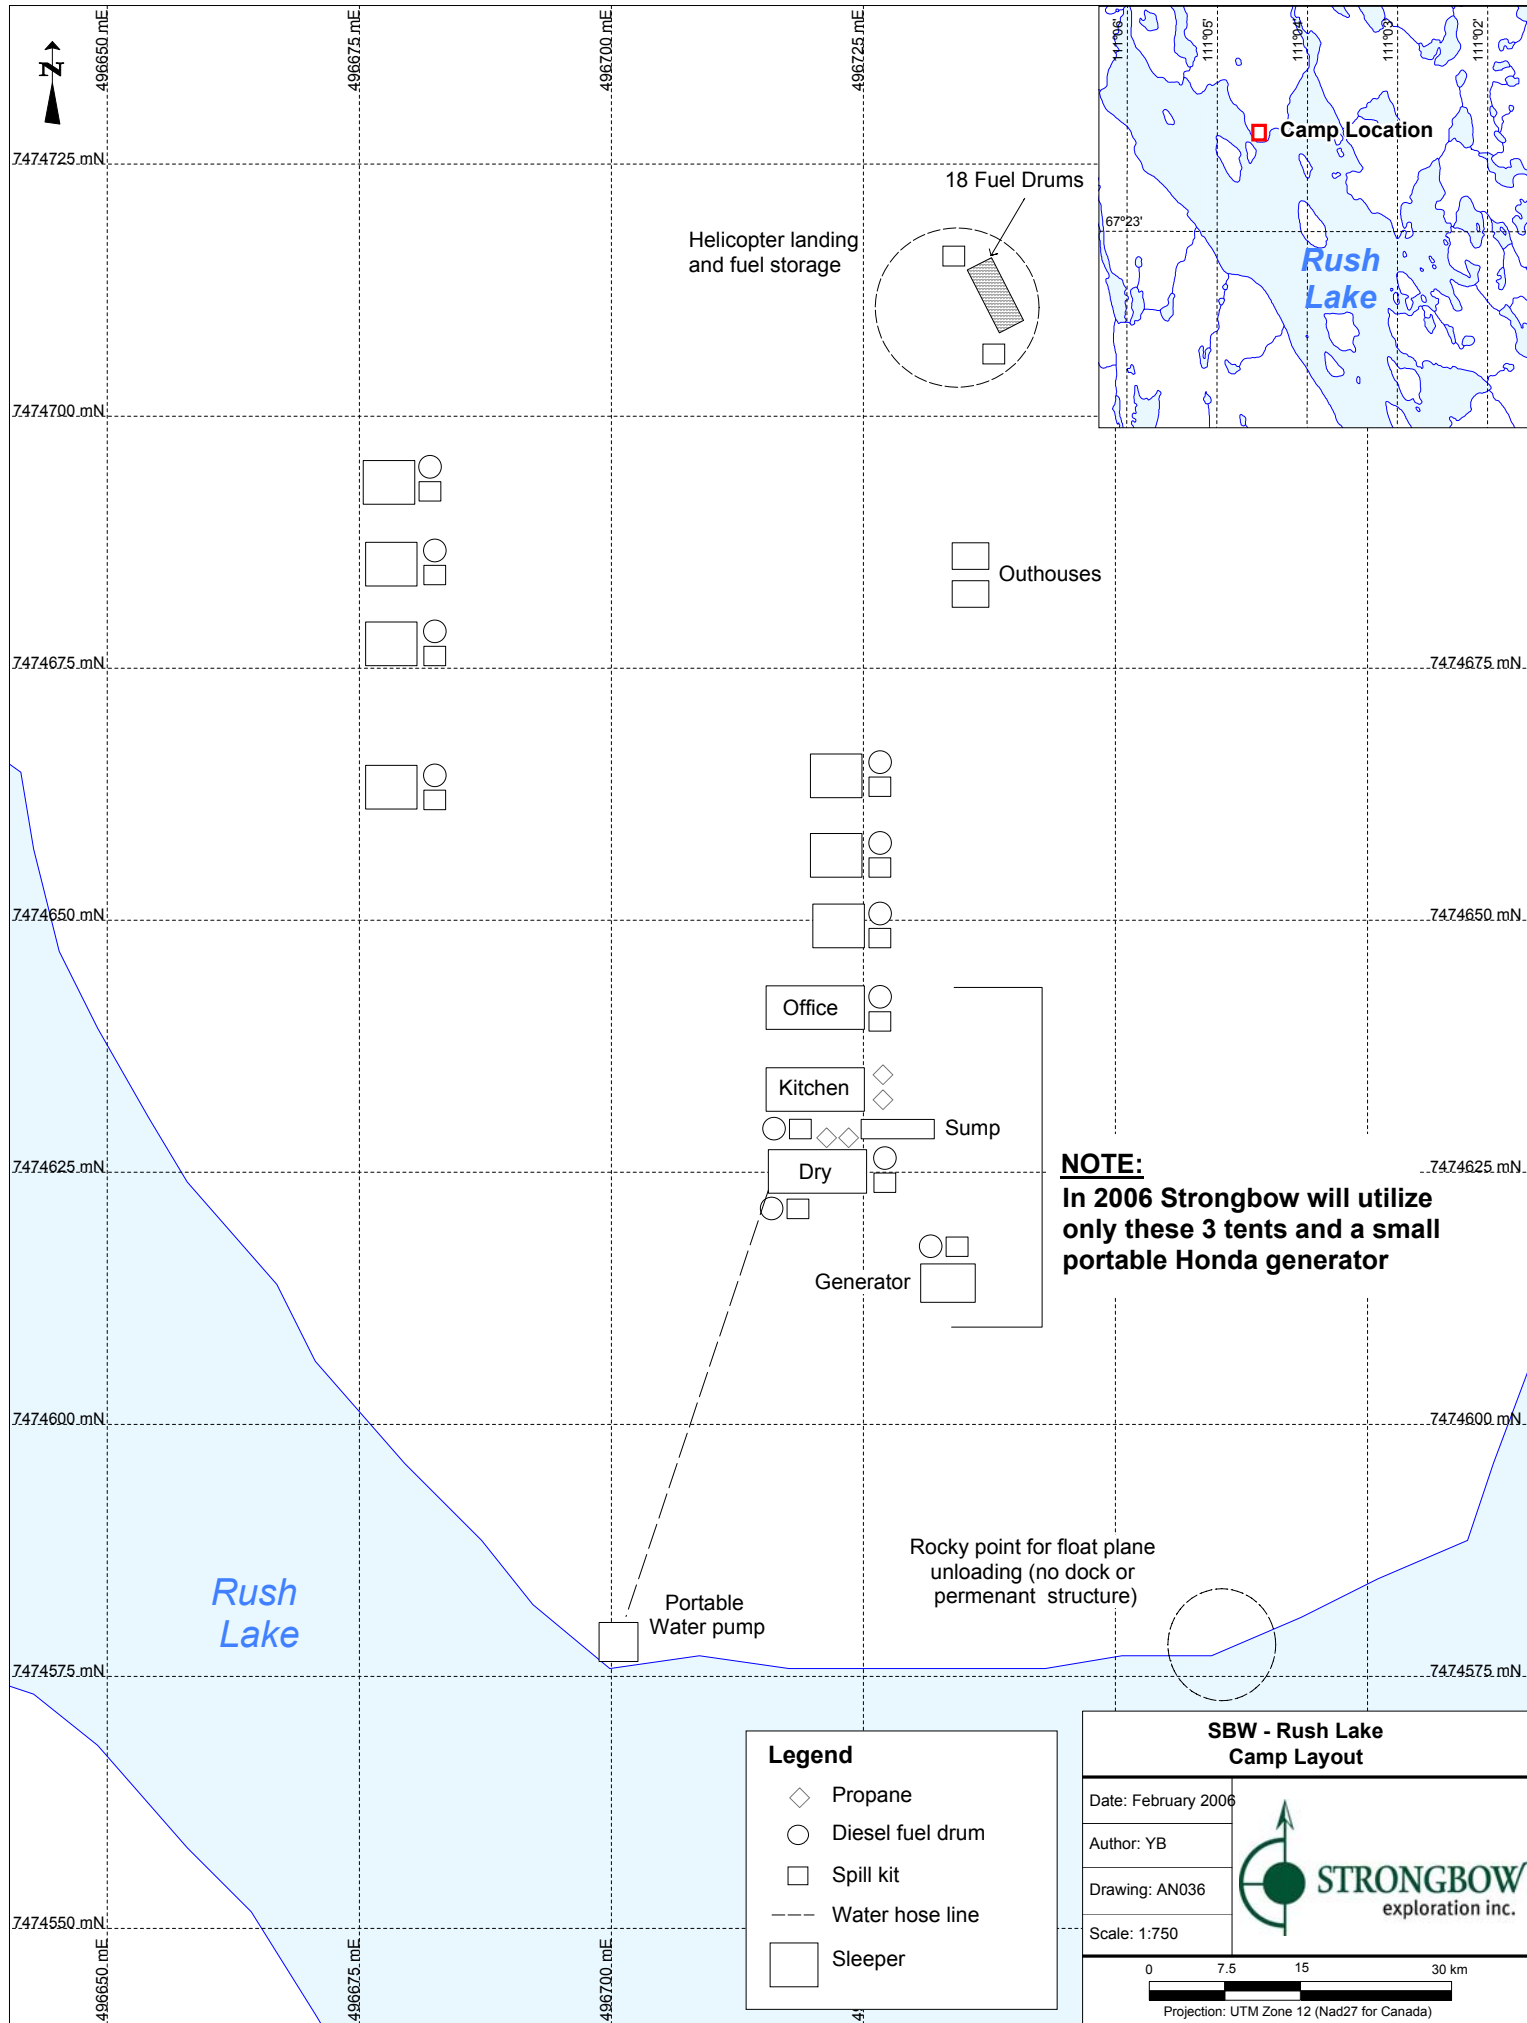 496650 mE
496675 mE
496700 mE
496725 mE
N
111°06'
111°05'
111°04'
111°03'
111°02'
Camp Location
67°23'
Rush
Lake
7474725 mN
18 Fuel Drums
Helicopter landing
and fuel storage
7474700 mN
Outhouses
7474675 mN
7474675 mN
7474650 mN
7474650 mN
Office
Kitchen
Sump
Dry
7474625 mN
7474625 mN
NOTE:
In 2006 Strongbow will utilize
only these 3 tents and a small
portable Honda generator
Generator
7474600 mN
7474600 mN
Rocky point for float plane
unloading (no dock or
permenant structure)
Rush
Lake
Portable
Water pump
7474575 mN
7474550 mN
496650 mE
496675 mE
496700 mE
Legend
Propane
Diesel fuel drum
Spill kit
Water hose line
Sleeper
SBW - Rush Lake
Camp Layout
Date: February 2006
Author: YB
Drawing: AN036
Scale: 1:750
STRONGBOW
exploration inc.
0 7.5 15 30 km
Projection: UTM Zone 12 (Nad27 for Canada)